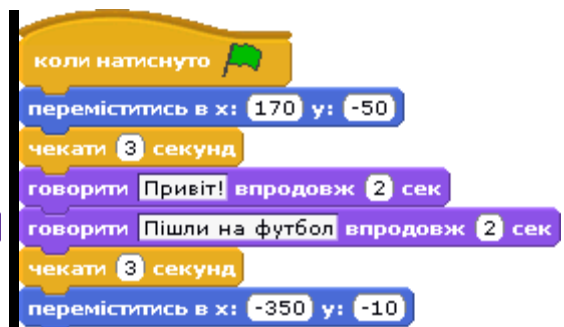 коли натиснуто
переміститись в x: 170 y: -50
чекати 3 секунд
говорити Привіт! впродовж 2 сек
говорити Пішли на футбол впродовж 2 сек
чекати 3 секунд
переміститись в x: -350 y: -10